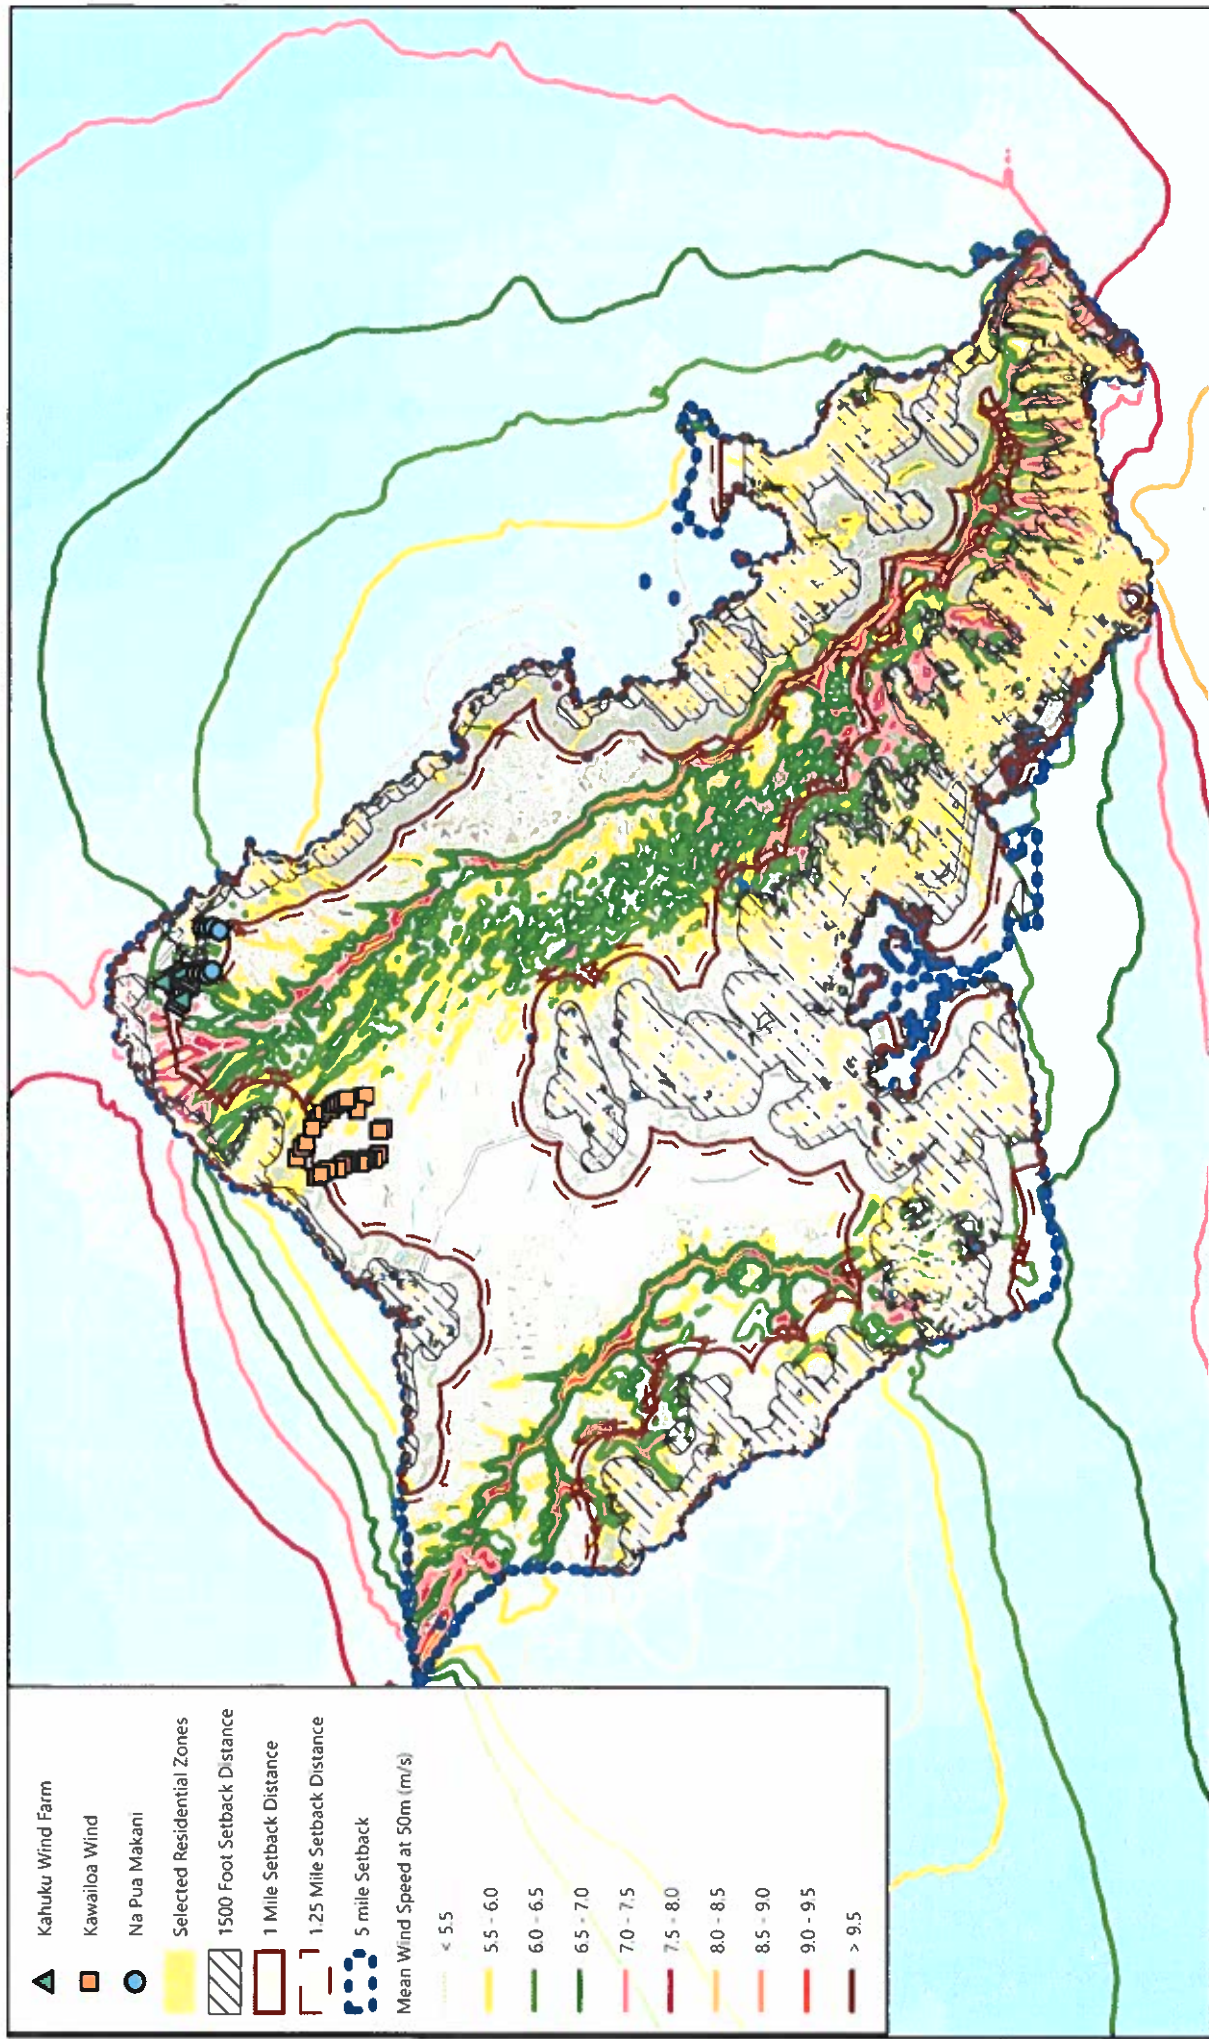 Kahuku Wind Farm
Kawailoa Wind
Na Pua Makani
Selected Residential Zones
1500 Foot Setback Distance
1 Mile Setback Distance
1.25 Mile Setback Distance
5 mile Setback
Mean Wind Speed at 50m (m/s)
< 5.5
5.5 - 6.0
6.0 - 6.5
6.5 - 7.0
7.0 - 7.5
7.5 - 8.0
8.0 - 8.5
8.5 - 9.0
9.0 - 9.5
> 9.5